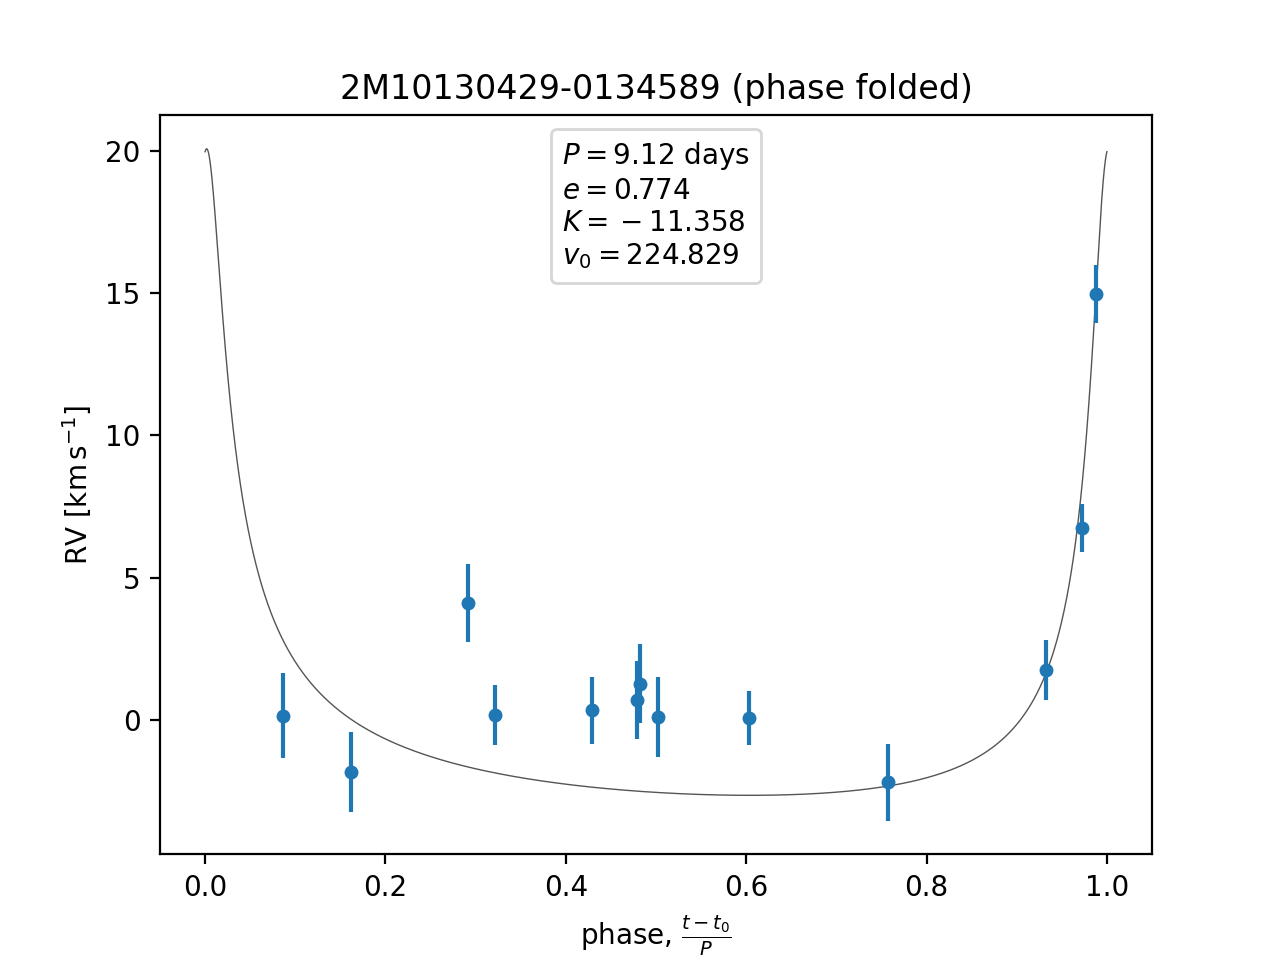 2M10130429-0134589 (phase folded)
P = 9.12 days
e = 0.774
K = −11.358
v₀ = 224.829
20
15
10
5
0
RV [km s⁻¹]
0.0 0.2 0.4 0.6 0.8 1.0
phase, (t − t₀)/P